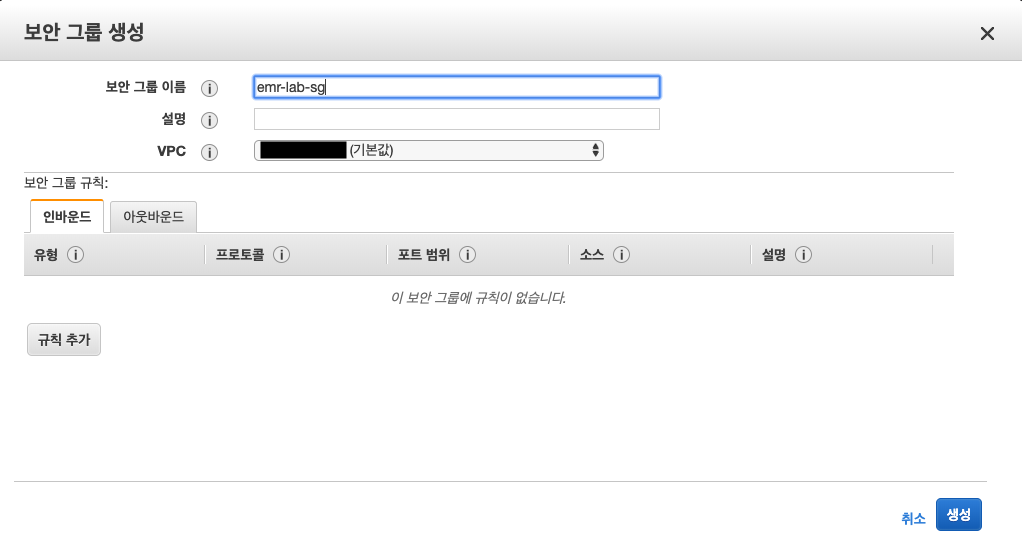 보안 그룹 생성
보안 그룹 이름 emr-lab-sg
설명
VPC (기본값)
보안 그룹 규칙:
인바운드 아웃바운드
유형 프로토콜 포트 범위 소스 설명
이 보안 그룹에 규칙이 없습니다.
규칙 추가
취소 생성